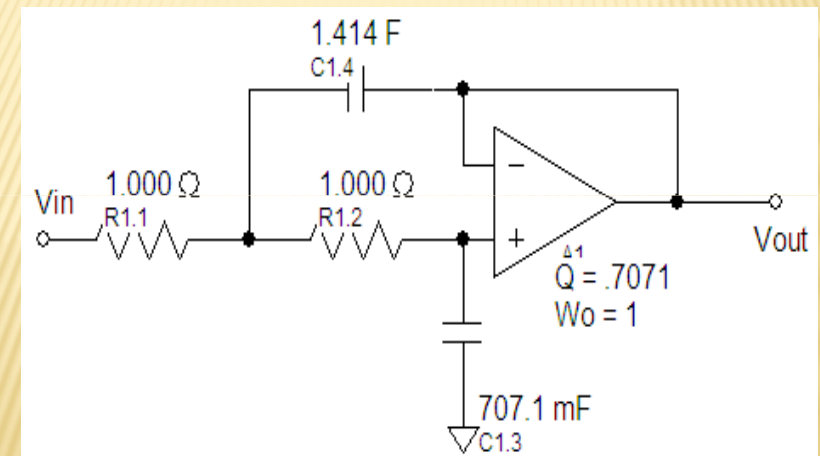 1.414 F
C1.4
1.000 Ω
R1.1
1.000 Ω
R1.2
Vin
−
+
Vout
Q = .7071
Wo = 1
707.1 mF
C1.3